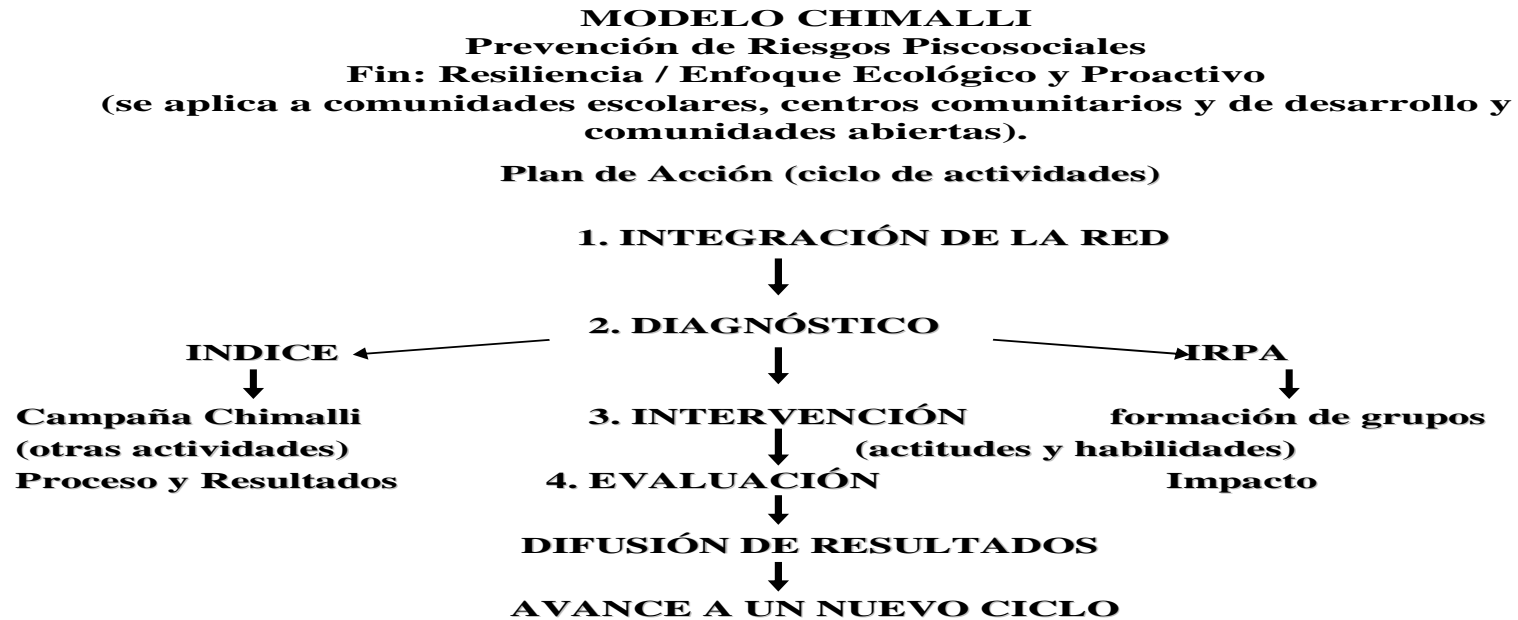 MODELO CHIMALLI
Prevención de Riesgos Piscosociales
Fin: Resiliencia / Enfoque Ecológico y Proactivo
(se aplica a comunidades escolares, centros comunitarios y de desarrollo y
comunidades abiertas).
Plan de Acción (ciclo de actividades)
1. INTEGRACIÓN DE LA RED
2. DIAGNÓSTICO
INDICE IRPA
Campaña Chimalli 3. INTERVENCIÓN formación de grupos
(otras actividades) (actitudes y habilidades)
Proceso y Resultados 4. EVALUACIÓN Impacto
DIFUSIÓN DE RESULTADOS
AVANCE A UN NUEVO CICLO